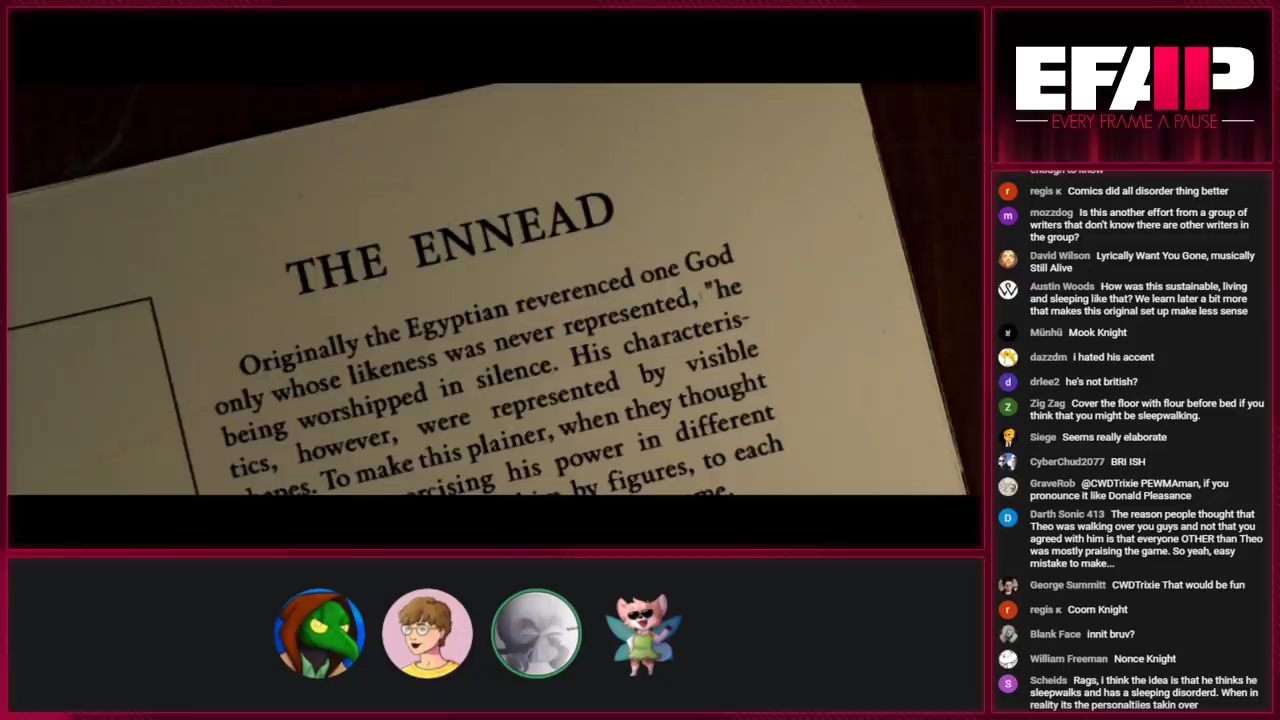 THE ENNEAD
Originally the Egyptian reverenced one God
only whose likeness was never represented, "he
being worshipped in silence. His characteris-
tics, however, were represented by visible
To make this plainer, when they thought
his power in different
by figures, to each
EFAP
EVERY FRAME A PAUSE
enough to know
regis κ Comics did all disorder thing better
mozzdog Is this another effort from a group of
writers that don't know there are other writers in
the group?
David Wilson Lyrically Want You Gone, musically
Still Alive
Austin Woods How was this sustainable, living
and sleeping like that? We learn later a bit more
that makes this original set up make less sense
Münhü Mook Knight
dazzdm i hated his accent
drlee2 he's not british?
Zig Zag Cover the floor with flour before bed if you
think that you might be sleepwalking.
Siege Seems really elaborate
CyberChud2077 BRI ISH
GraveRob @CWDTrixie PEWMAman, if you
pronounce it like Donald Pleasance
Darth Sonic 413 The reason people thought that
Theo was walking over you guys and not that you
agreed with him is that everyone OTHER than Theo
was mostly praising the game. So yeah, easy
mistake to make...
George Summitt CWDTrixie That would be fun
regis κ Coom Knight
Blank Face innit bruv?
William Freeman Nonce Knight
Scheids Rags, i think the idea is that he thinks he
sleepwalks and has a sleeping disorderd. When in
reality its the personaltiies takin over